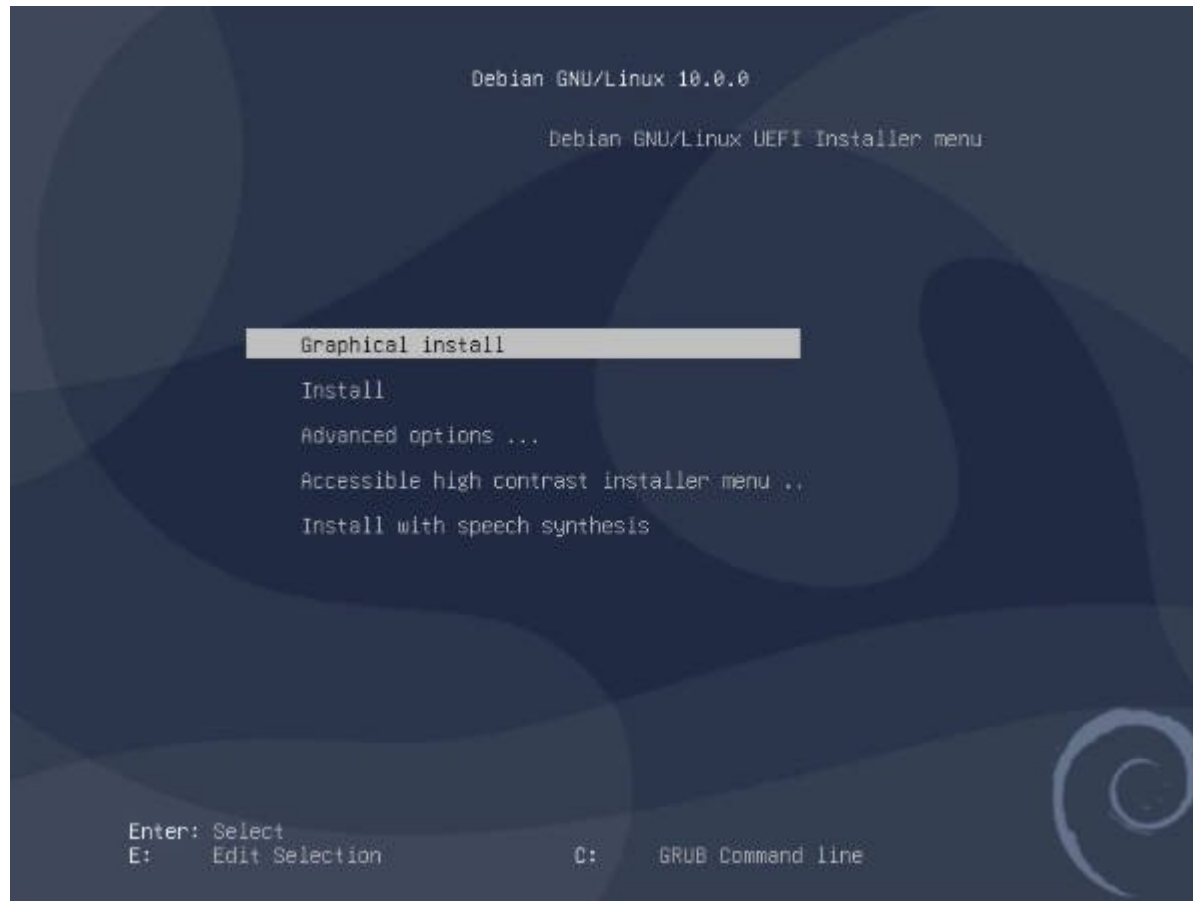 Debian GNU/Linux 10.0.0
Debian GNU/Linux UEFI Installer menu
Graphical install
Install
Advanced options ...
Accessible high contrast installer menu ..
Install with speech synthesis
Enter: Select
E: Edit Selection C: GRUB Command line